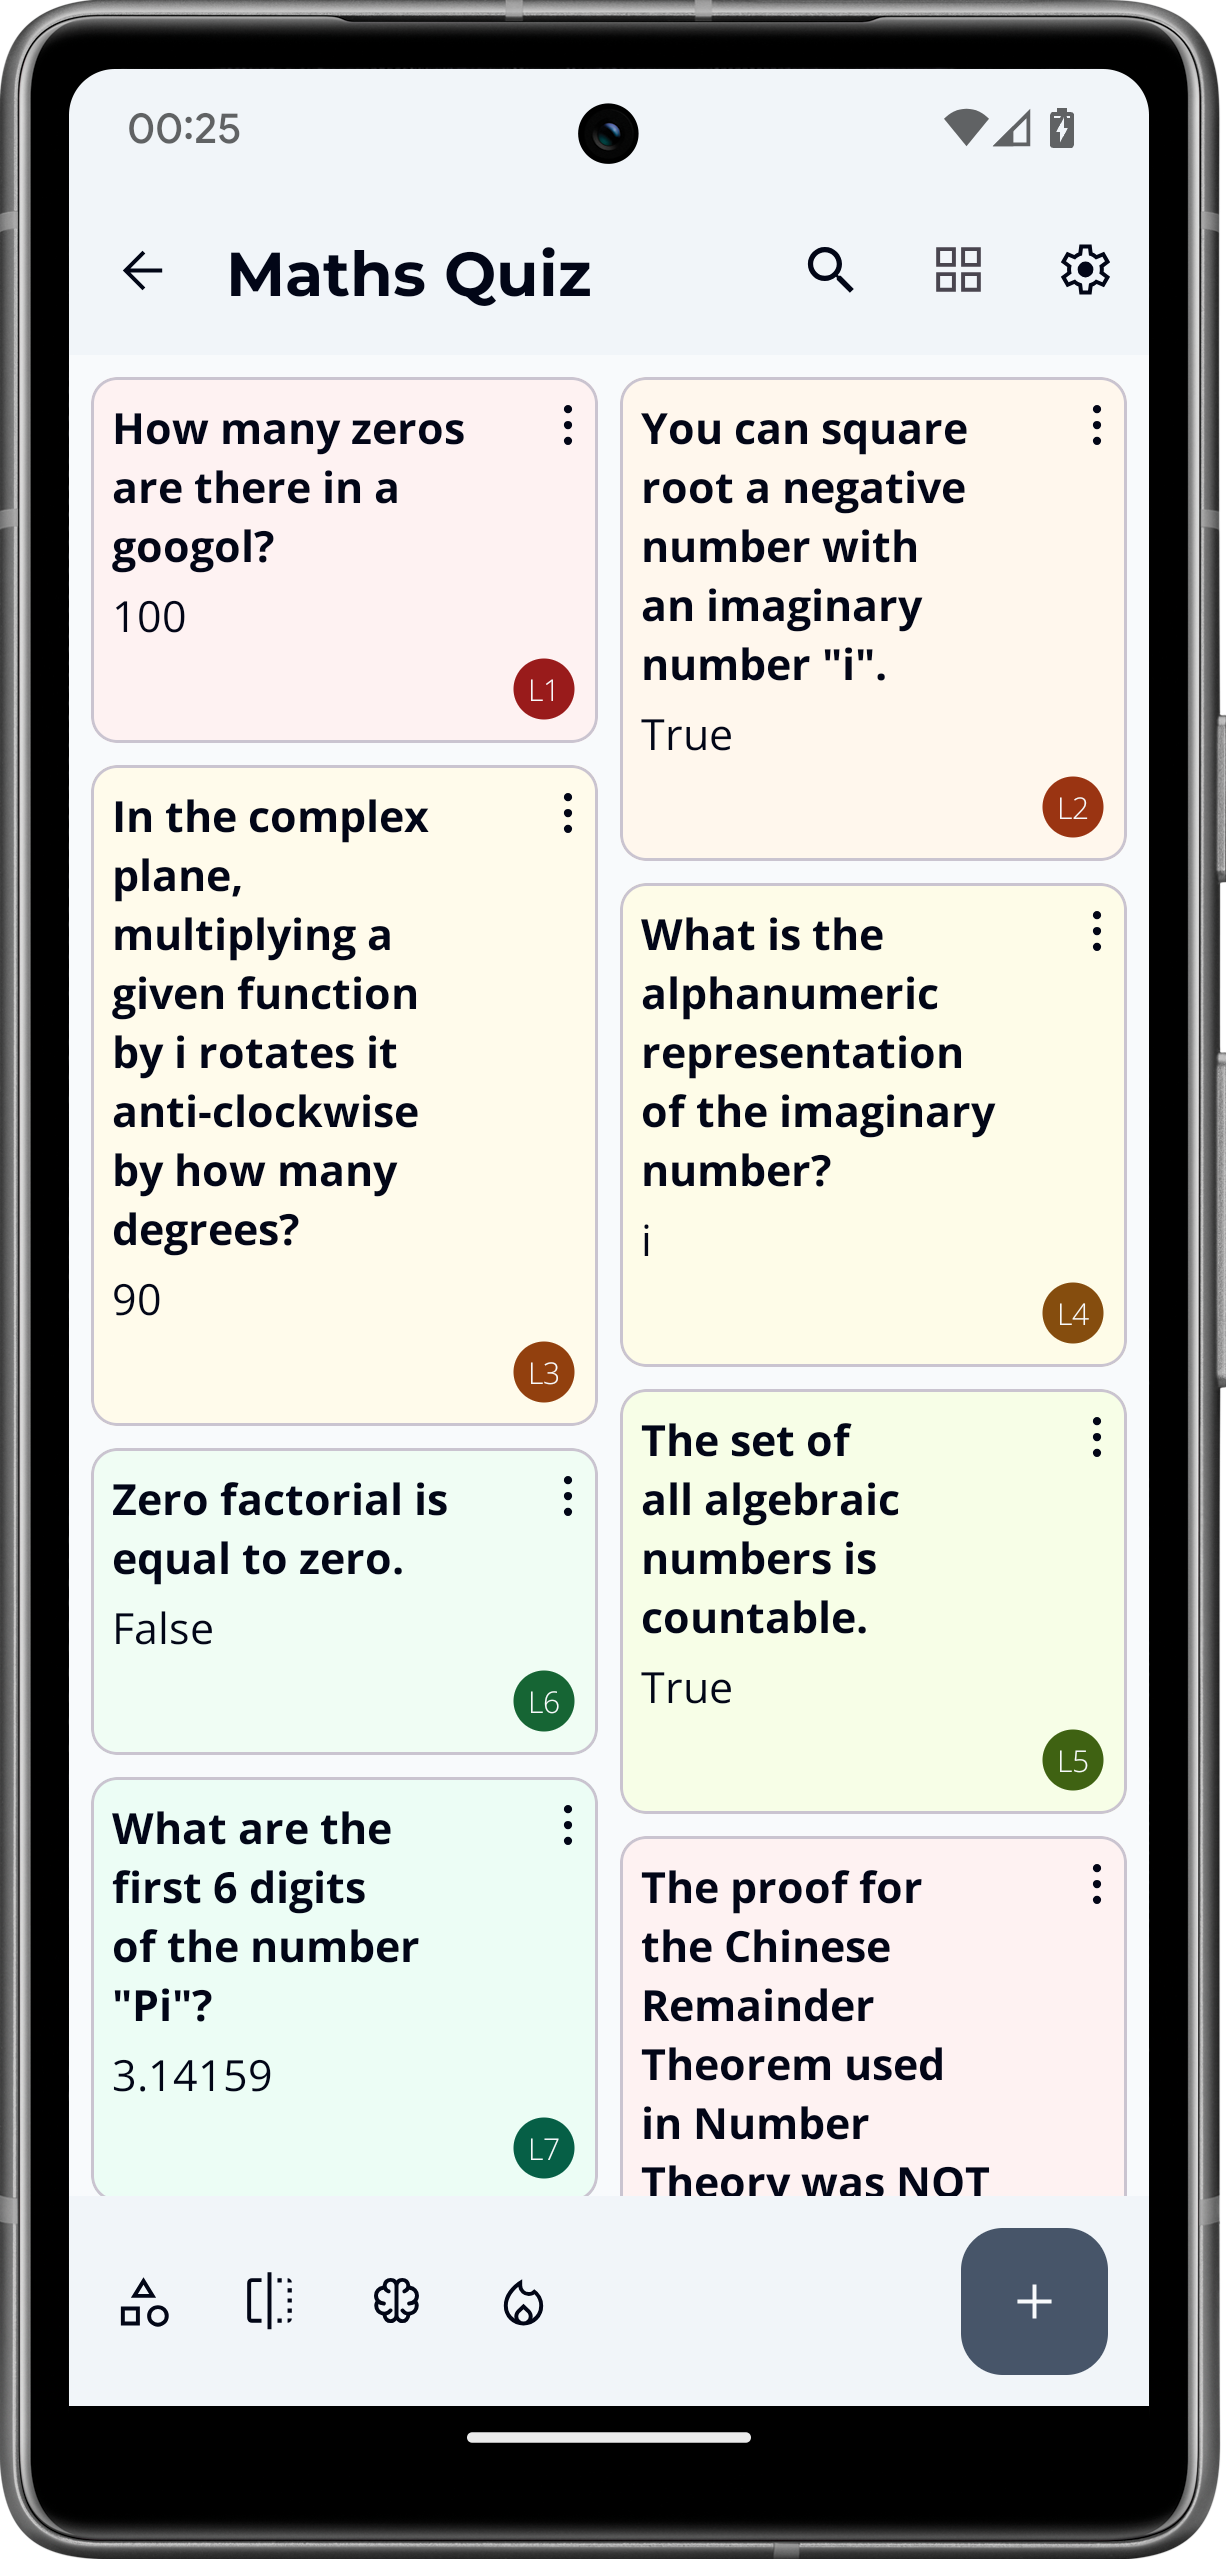 00:25
Maths Quiz
How many zeros
are there in a
googol?
100
L1
You can square
root a negative
number with
an imaginary
number "i".
True
L2
In the complex
plane,
multiplying a
given function
by i rotates it
anti-clockwise
by how many
degrees?
90
L3
What is the
alphanumeric
representation
of the imaginary
number?
i
L4
Zero factorial is
equal to zero.
False
L6
The set of
all algebraic
numbers is
countable.
True
L5
What are the
first 6 digits
of the number
"Pi"?
3.14159
L7
The proof for
the Chinese
Remainder
Theorem used
in Number
Theory was NOT